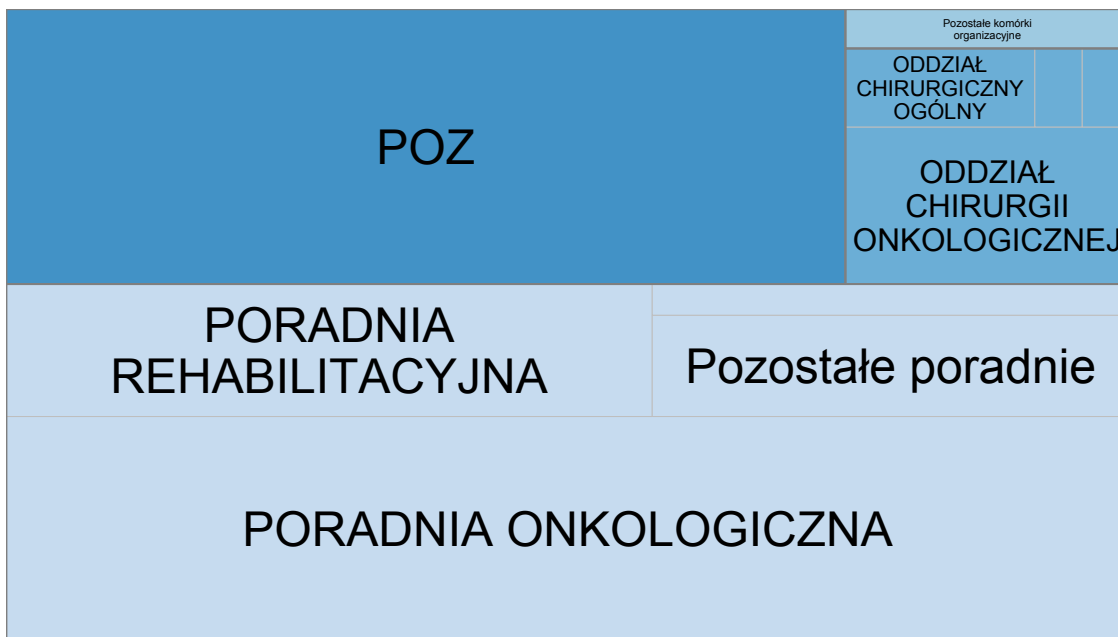 POZ
Pozostałe komórki
organizacyjne
ODDZIAŁ
CHIRURGICZNY
OGÓLNY
ODDZIAŁ
CHIRURGII
ONKOLOGICZNEJ
PORADNIA
REHABILITACYJNA
Pozostałe poradnie
PORADNIA ONKOLOGICZNA